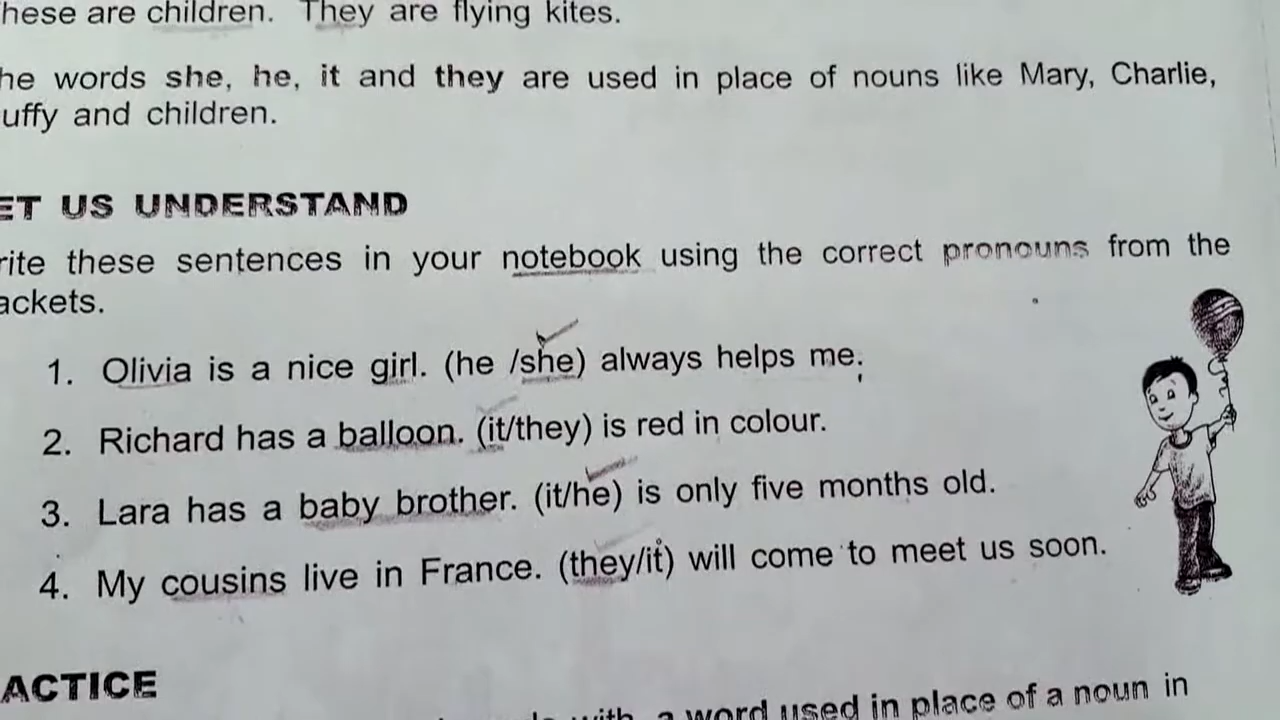 hese are children. They are flying kites.
he words she, he, it and they are used in place of nouns like Mary, Charlie,
uffy and children.
ET US UNDERSTAND
rite these sentences in your notebook using the correct pronouns from the
ackets.
1. Olivia is a nice girl. (he /she) always helps me.
2. Richard has a balloon. (it/they) is red in colour.
3. Lara has a baby brother. (it/he) is only five months old.
4. My cousins live in France. (they/it) will come to meet us soon.
ACTICE
with a word used in place of a noun in